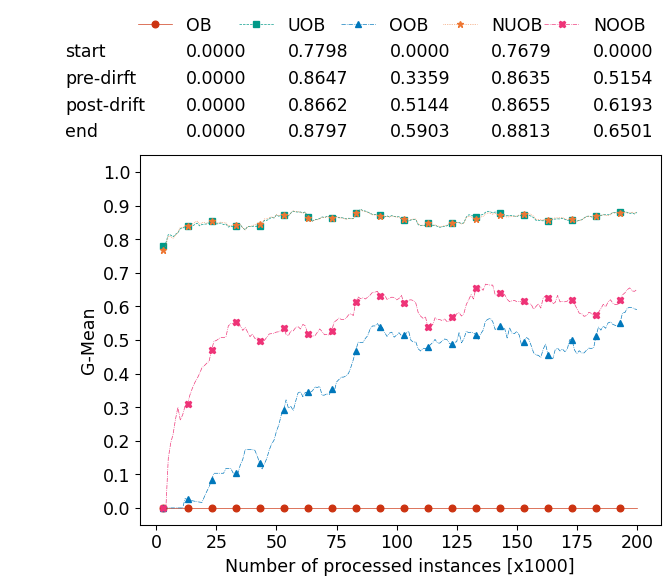 OB UOB OOB NUOB NOOB
start 0.0000 0.7798 0.0000 0.7679 0.0000
pre-dirft 0.0000 0.8647 0.3359 0.8635 0.5154
post-drift 0.0000 0.8662 0.5144 0.8655 0.6193
end 0.0000 0.8797 0.5903 0.8813 0.6501
1.0
0.9
0.8
0.7
0.6
0.5
0.4
0.3
0.2
0.1
0.0
G-Mean
0 25 50 75 100 125 150 175 200
Number of processed instances [x1000]